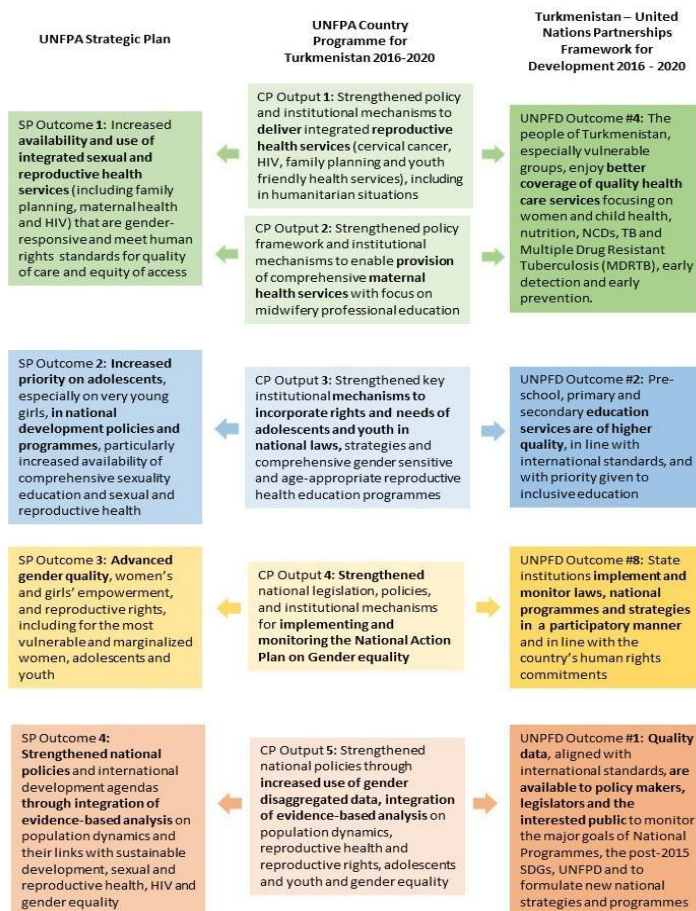 UNFPA Strategic Plan
UNFPA Country
Programme for
Turkmenistan 2016-2020
Turkmenistan – United
Nations Partnerships
Framework for
Development 2016 - 2020
SP Outcome 1: Increased
availability and use of
integrated sexual and
reproductive health
services (including family
planning, maternal health
and HIV) that are gender-
responsive and meet human
rights standards for quality
of care and equity of access
CP Output 1: Strengthened policy
and institutional mechanisms to
deliver integrated reproductive
health services (cervical cancer,
HIV, family planning and youth
friendly health services), including
in humanitarian situations
CP Output 2: Strengthened policy
framework and institutional
mechanisms to enable provision
of comprehensive maternal
health services with focus on
midwifery professional education
UNPFD Outcome #4: The
people of Turkmenistan,
especially vulnerable
groups, enjoy better
coverage of quality health
care services focusing on
women and child health,
nutrition, NCDs, TB and
Multiple Drug Resistant
Tuberculosis (MDRTB), early
detection and early
prevention.
SP Outcome 2: Increased
priority on adolescents,
especially on very young
girls, in national
development policies and
programmes, particularly
increased availability of
comprehensive sexuality
education and sexual and
reproductive health
CP Output 3: Strengthened key
institutional mechanisms to
incorporate rights and needs of
adolescents and youth in
national laws, strategies and
comprehensive gender sensitive
and age-appropriate reproductive
health education programmes
UNPFD Outcome #2: Pre-
school, primary and
secondary education
services are of higher
quality, in line with
international standards, and
with priority given to
inclusive education
SP Outcome 3: Advanced
gender quality, women's
and girls' empowerment,
and reproductive rights,
including for the most
vulnerable and marginalized
women, adolescents and
youth
CP Output 4: Strengthened
national legislation, policies,
and institutional mechanisms
for implementing and
monitoring the National Action
Plan on Gender equality
UNPFD Outcome #8: State
institutions implement and
monitor laws, national
programmes and strategies
in a participatory manner
and in line with the
country's human rights
commitments
SP Outcome 4:
Strengthened national
policies and international
development agendas
through integration of
evidence-based analysis on
population dynamics and
their links with sustainable
development, sexual and
reproductive health, HIV and
gender equality
CP Output 5: Strengthened
national policies through
increased use of gender
disaggregated data, integration
of evidence-based analysis on
population dynamics,
reproductive health and
reproductive rights, adolescents
and youth and gender equality
UNPFD Outcome #1: Quality
data, aligned with
international standards, are
available to policy makers,
legislators and the
interested public to monitor
the major goals of National
Programmes, the post-2015
SDGs, UNFPD and to
formulate new national
strategies and programmes